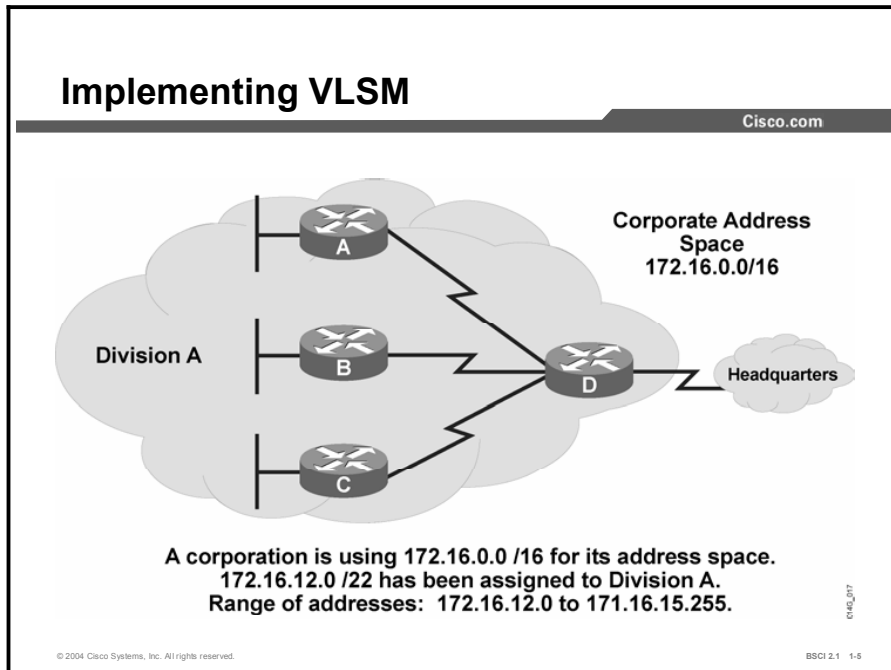 Implementing VLSM
Cisco.com
A
Corporate Address
Space
172.16.0.0/16
Division A
B
D
Headquarters
C
A corporation is using 172.16.0.0 /16 for its address space.
172.16.12.0 /22 has been assigned to Division A.
Range of addresses: 172.16.12.0 to 171.16.15.255.
© 2004 Cisco Systems, Inc. All rights reserved.
BSCI 2.1 1-5